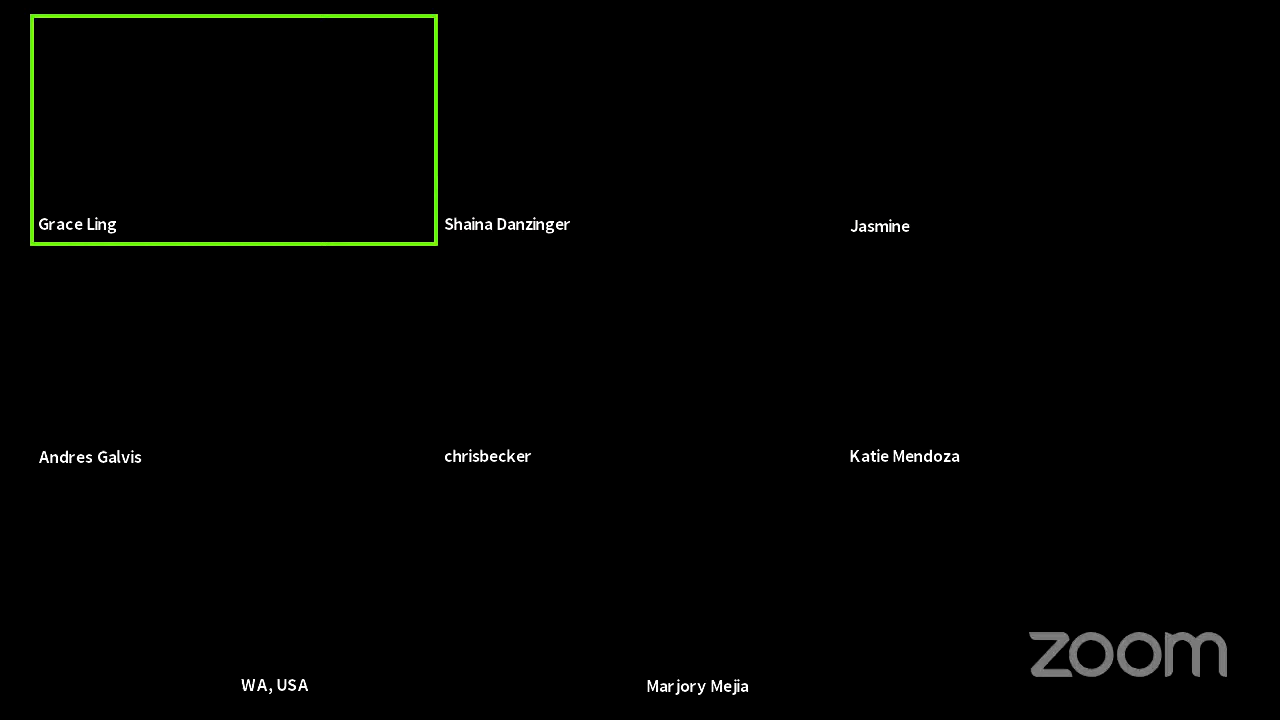 Grace Ling
Shaina Danzinger
Jasmine
Andres Galvis
chrisbecker
Katie Mendoza
WA, USA
Marjory Mejia
zoom